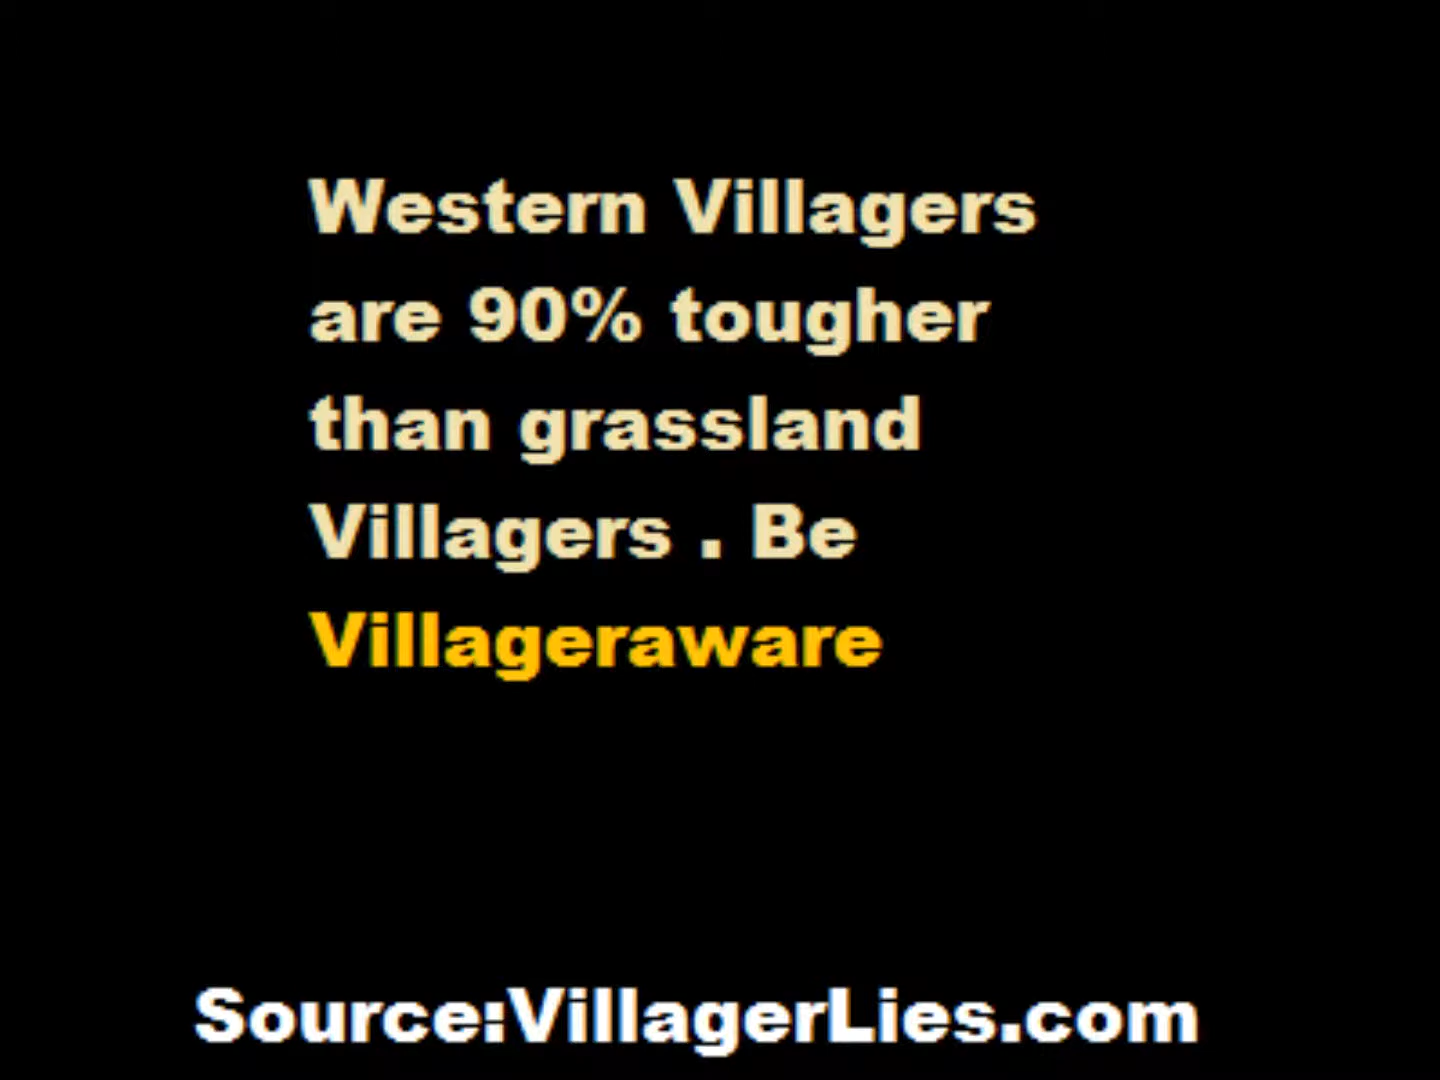 Western Villagers
are 90% tougher
than grassland
Villagers . Be
Villageraware
Source:VillagerLies.com